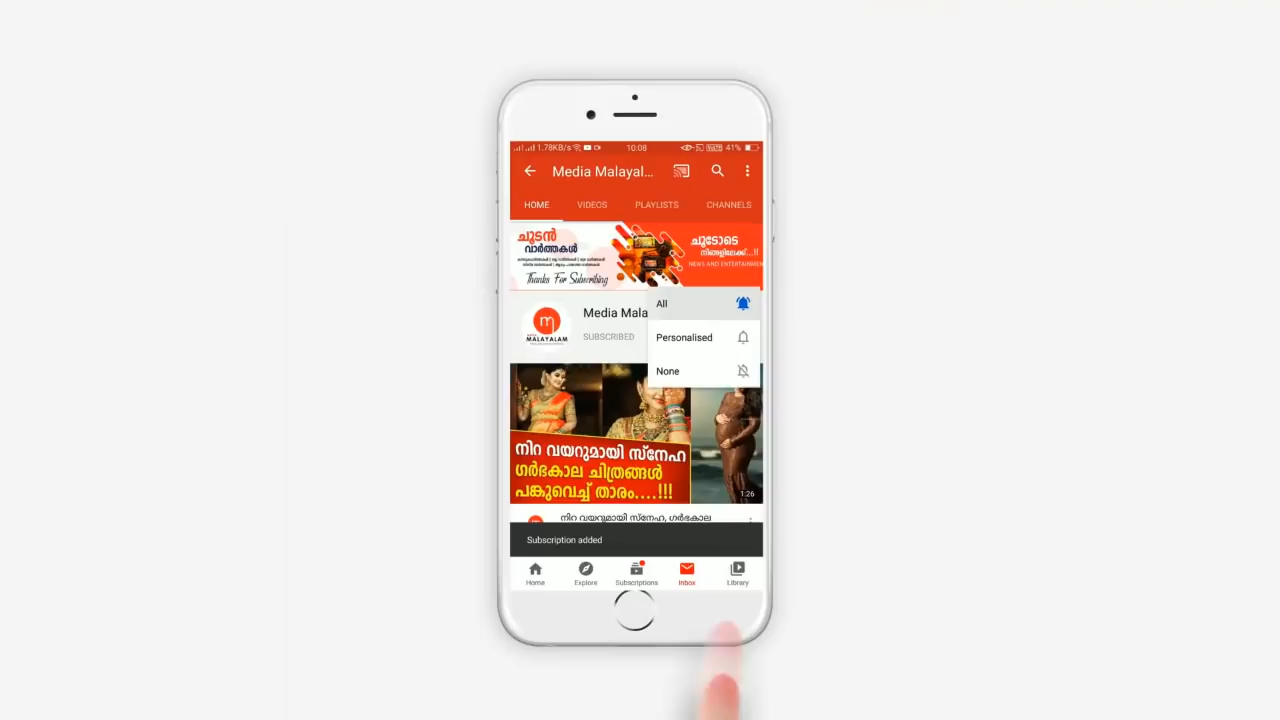 1.78KB/s
10:08
41%
Media Malayal...
HOME
VIDEOS
PLAYLISTS
CHANNELS
ചൂടൻ
വാർത്തകൾ
Thanks For Subscribing
ചൂടോടെ
നിങ്ങളിലേക്ക്...!!
NEWS AND ENTERTAINMEN
m
MALAYALAM
Media Mala
SUBSCRIBED
All
Personalised
None
നിറ വയറുമായി സ്നേഹ
ഗർഭകാല ചിത്രങ്ങൾ
പങ്കുവെച്ച് താരം....!!!
1:26
നിറ വയറുമായി സ്നേഹ, ഗർഭകാല
Subscription added
Home
Explore
Subscriptions
Inbox
Library